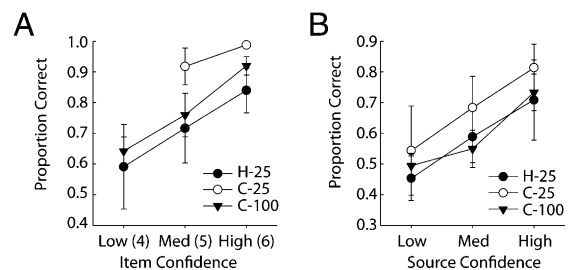 A
Proportion Correct
1.0
0.9
0.8
0.7
0.6
0.5
0.4
H-25
C-25
C-100
Low (4) Med (5) High (6)
Item Confidence
B
Proportion Correct
0.9
0.8
0.7
0.6
0.5
0.4
0.3
H-25
C-25
C-100
Low Med High
Source Confidence